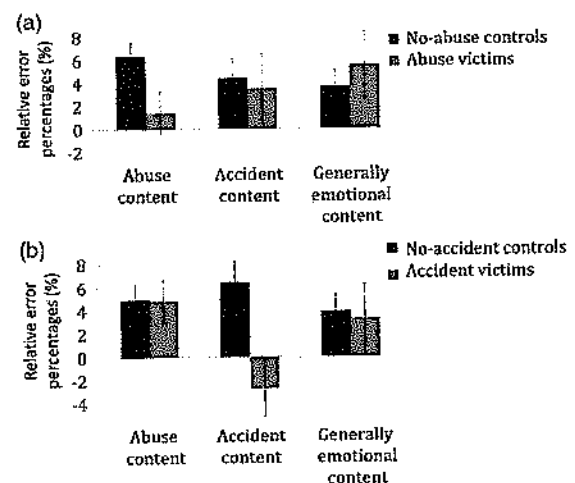 (a)
Relative error
percentages (%)
8
6
4
2
0
-2
No-abuse controls
Abuse victims
Abuse
content
Accident
content
Generally
emotional
content
(b)
Relative error
percentages (%)
8
6
4
2
0
-2
-4
No-accident controls
Accident victims
Abuse
content
Accident
content
Generally
emotional
content